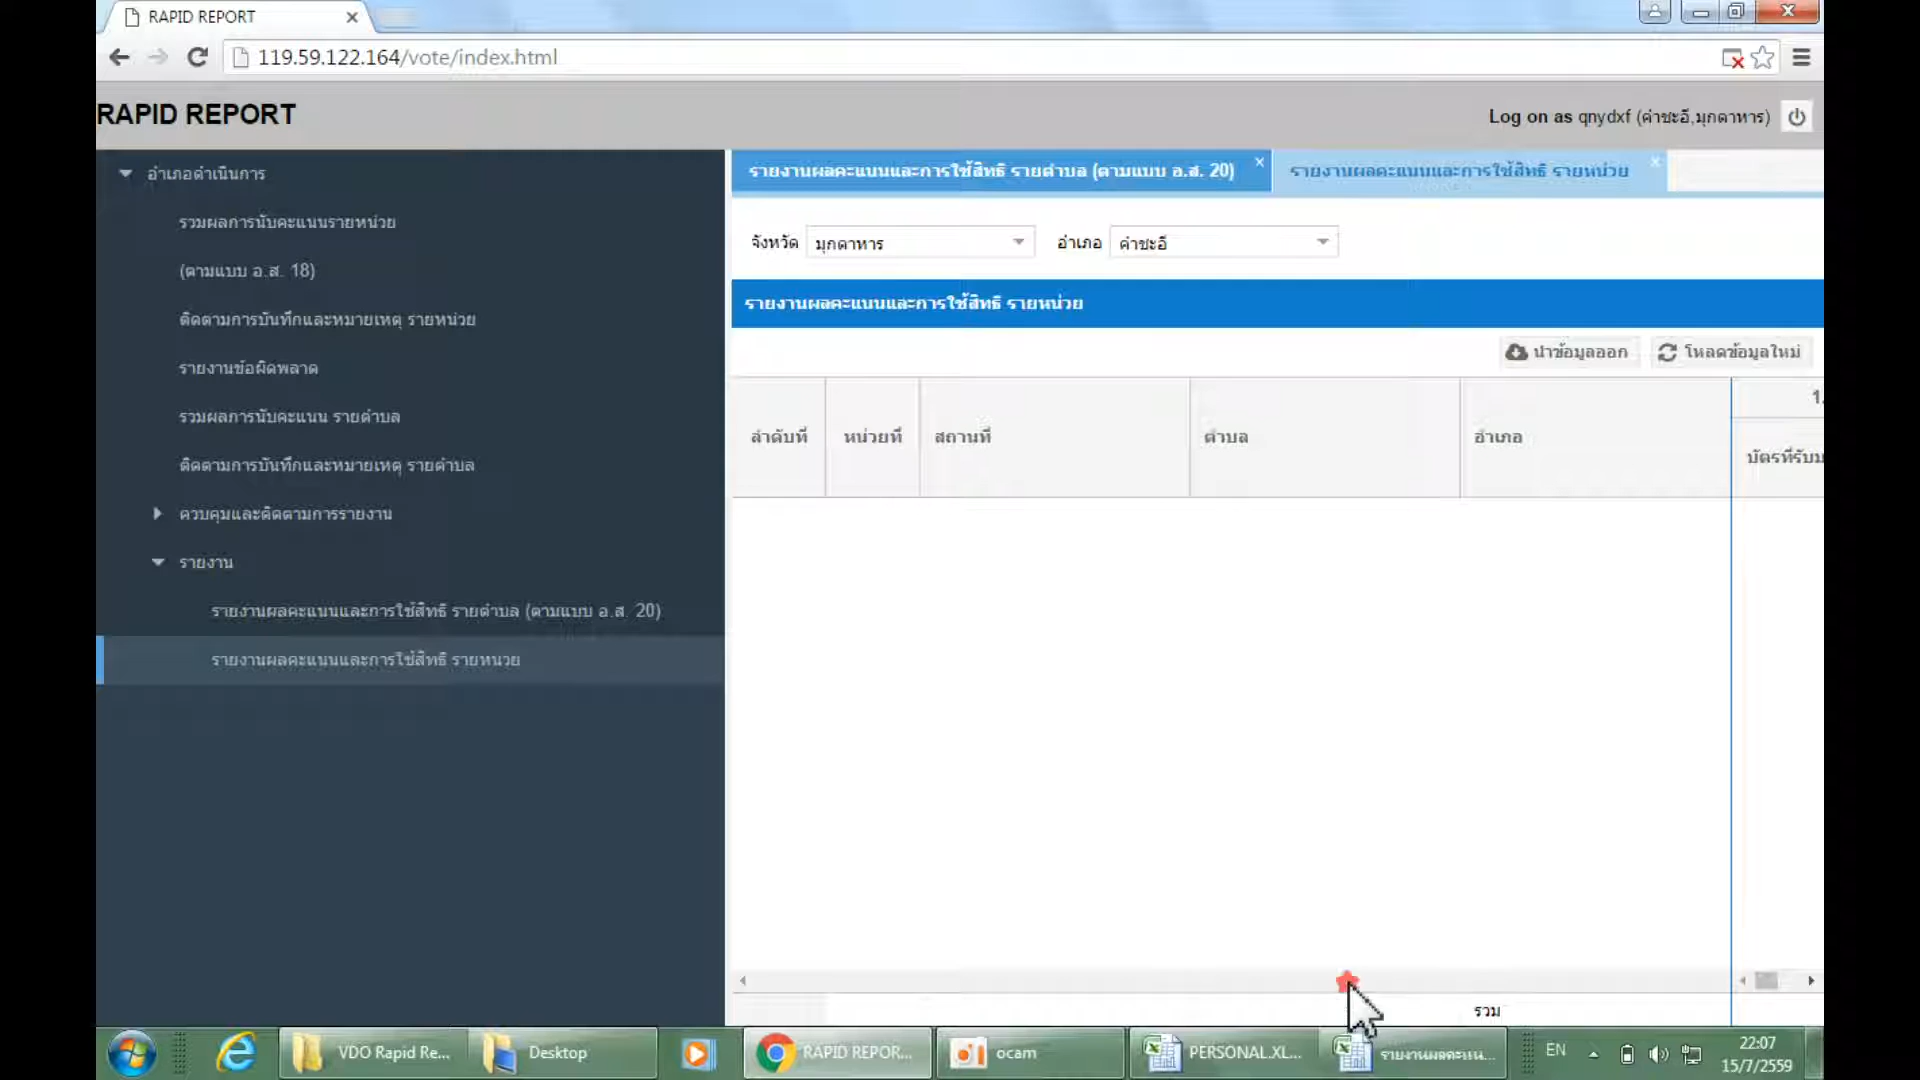 RAPID REPORT
119.59.122.164/vote/index.html
RAPID REPORT
Log on as qnydxf (คำชะอี,มุกดาหาร)
อำเภอดำเนินการ
รวมผลการนับคะแนนรายหน่วย
(ตามแบบ อ.ส. 18)
ติดตามการบันทึกและหมายเหตุ รายหน่วย
รายงานข้อผิดพลาด
รวมผลการนับคะแนน รายตำบล
ติดตามการบันทึกและหมายเหตุ รายตำบล
ควบคุมและติดตามการรายงาน
รายงาน
รายงานผลคะแนนและการใช้สิทธิ รายตำบล (ตามแบบ อ.ส. 20)
รายงานผลคะแนนและการใช้สิทธิ รายหน่วย
รายงานผลคะแนนและการใช้สิทธิ รายตำบล (ตามแบบ อ.ส. 20)
รายงานผลคะแนนและการใช้สิทธิ รายหน่วย
จังหวัด มุกดาหาร อำเภอ คำชะอี
รายงานผลคะแนนและการใช้สิทธิ รายหน่วย
นำข้อมูลออก โหลดข้อมูลใหม่
ลำดับที่ หน่วยที่ สถานที่ ตำบล อำเภอ
1.
บัตรที่รับม
รวม
VDO Rapid Re...
Desktop
RAPID REPOR...
ocam
PERSONAL.XL...
รายงานผลคะแน...
EN
22:07
15/7/2559